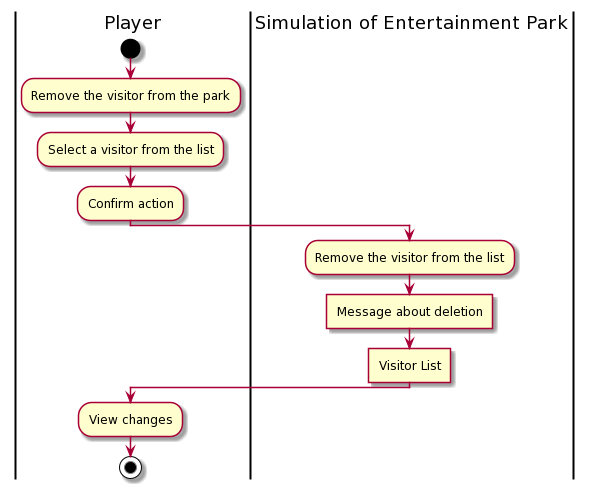 Player
Simulation of Entertainment Park
Remove the visitor from the park
Select a visitor from the list
Confirm action
Remove the visitor from the list
Message about deletion
Visitor List
View changes